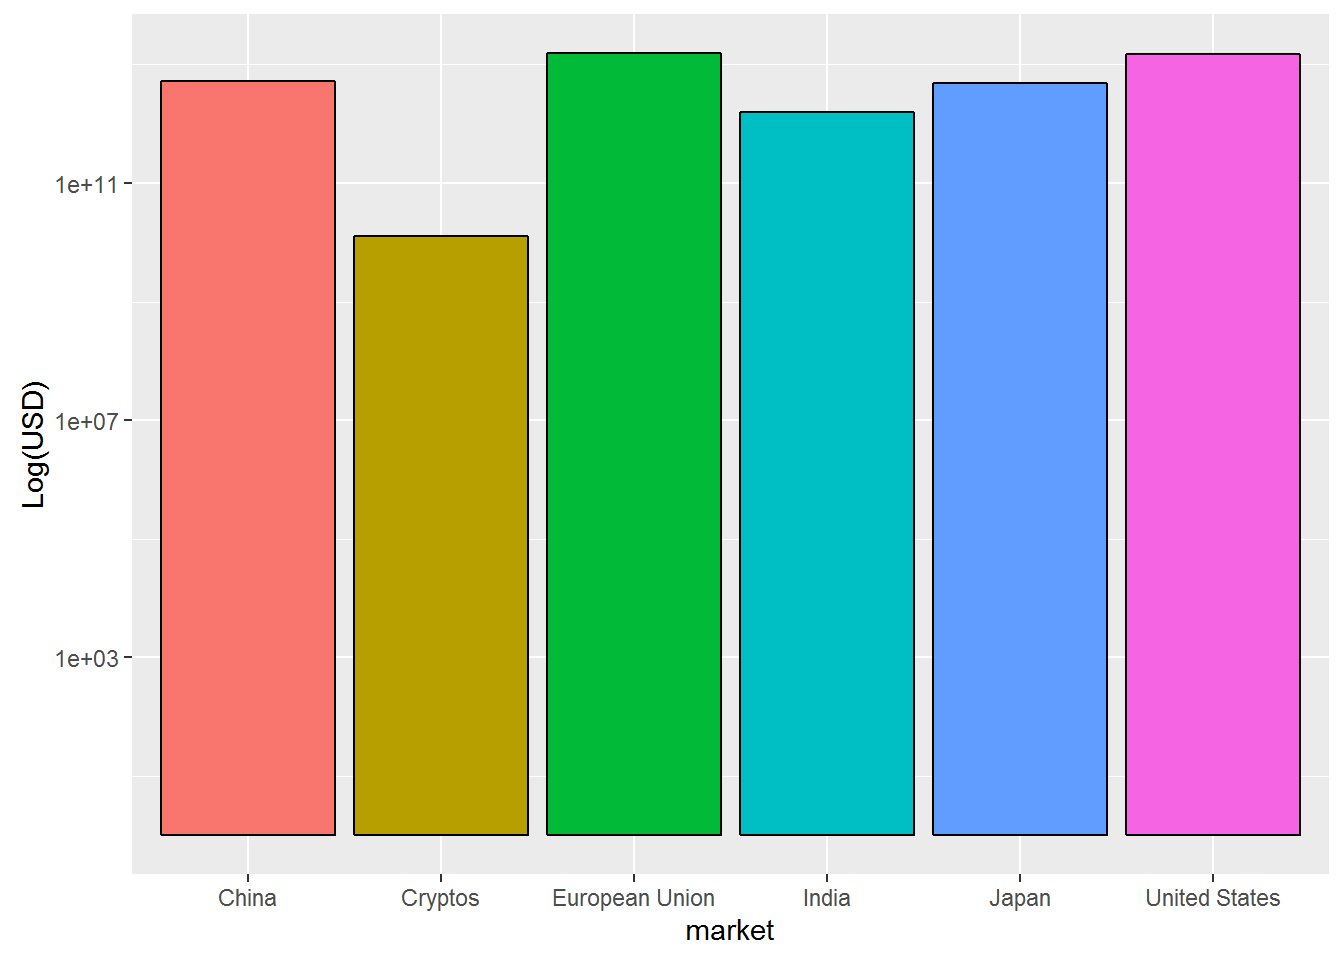 Log(USD)
1e+11
1e+07
1e+03
China
Cryptos
European Union
India
Japan
United States
market